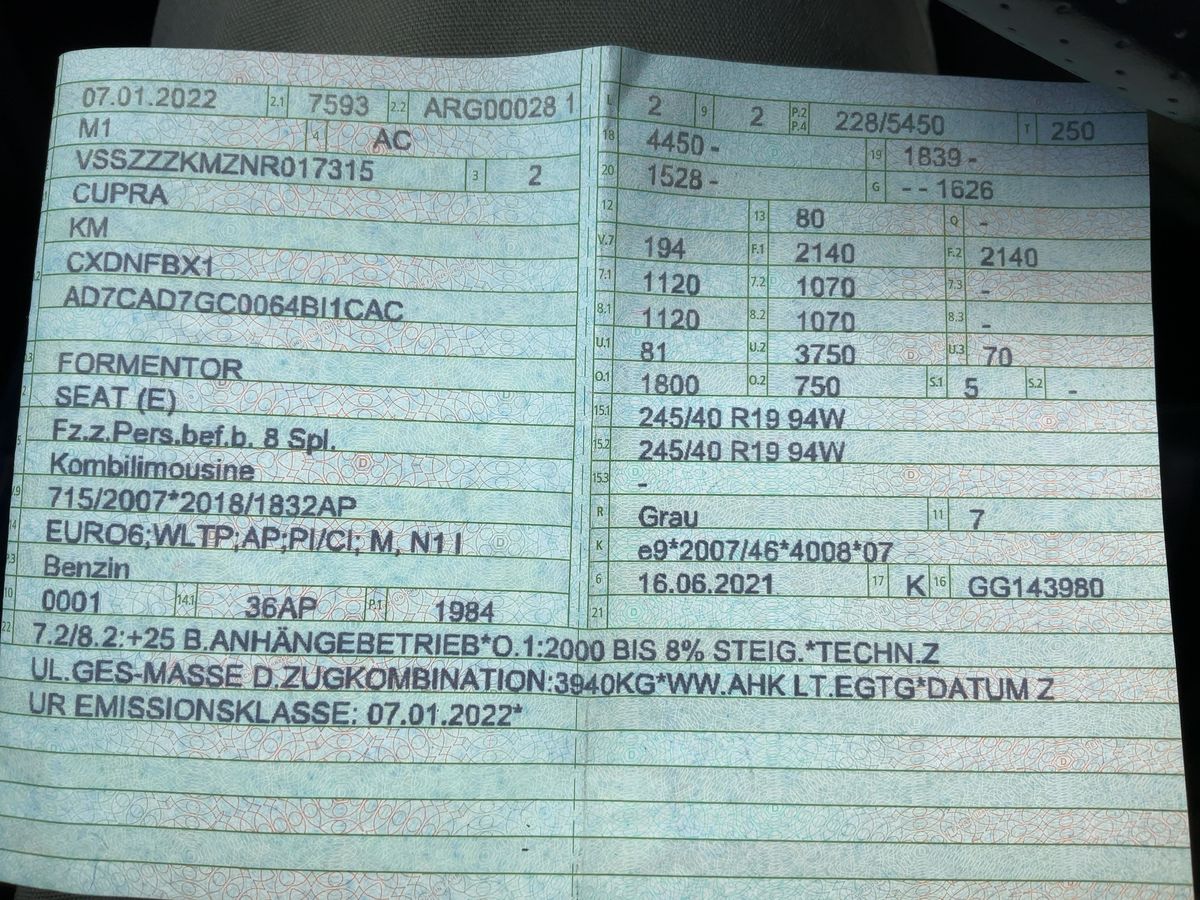 07.01.2022 2.1 7593 2.2 ARG00028 1
M1 4 AC
VSSZZZKMZNR017315 3 2
CUPRA
KM
CXDNFBX1
AD7CAD7GC0064BI1CAC
FORMENTOR
SEAT (E)
Fz.z.Pers.bef.b. 8 Spl.
Kombilimousine
715/2007*2018/1832AP
EURO6;WLTP;AP;PI/CI; M, N1 I
Benzin
10 0001 14.1 36AP P.1 1984
L 2 9 2 P.2 P.4 228/5450 T 250
18 4450 - 19 1839 -
20 1528 - G - - 1626
12 13 80 Q -
V.7 194 F.1 2140 F.2 2140
7.1 1120 7.2 1070 7.3 -
8.1 1120 8.2 1070 8.3 -
U.1 81 U.2 3750 U.3 70
O.1 1800 O.2 750 S.1 5 S.2 -
15.1 245/40 R19 94W
15.2 245/40 R19 94W
15.3 -
R Grau 11 7
K e9*2007/46*4008*07
6 16.06.2021 17 K 16 GG143980
21
22 7.2/8.2:+25 B.ANHÄNGEBETRIEB*O.1:2000 BIS 8% STEIG.*TECHN.Z
UL.GES-MASSE D.ZUGKOMBINATION:3940KG*WW.AHK LT.EGTG*DATUM Z
UR EMISSIONSKLASSE: 07.01.2022*
-